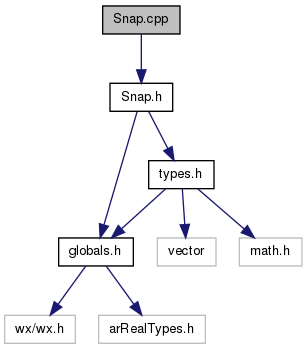 Snap.cpp
Snap.h
types.h
globals.h
vector
math.h
wx/wx.h
arRealTypes.h